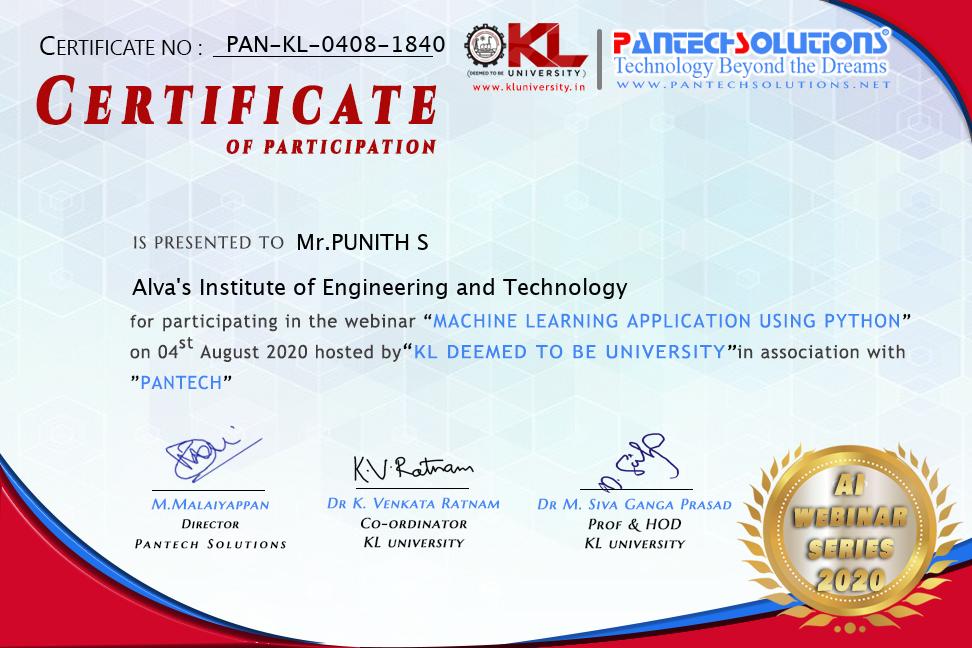 CERTIFICATE NO : PAN-KL-0408-1840
KL
(DEEMED TO BE UNIVERSITY)
www.kluniversity.in
PANTECHSOLUTIONS®
Technology Beyond the Dreams
WWW.PANTECHSOLUTIONS.NET
CERTIFICATE
OF PARTICIPATION
IS PRESENTED TO Mr.PUNITH S
Alva's Institute of Engineering and Technology
for participating in the webinar “MACHINE LEARNING APPLICATION USING PYTHON”
on 04st August 2020 hosted by“KL DEEMED TO BE UNIVERSITY”in association with
”PANTECH”
K.V.Ratnam
M.MALAIYAPPAN
DIRECTOR
PANTECH SOLUTIONS
DR K. VENKATA RATNAM
CO-ORDINATOR
KL UNIVERSITY
DR M. SIVA GANGA PRASAD
PROF & HOD
KL UNIVERSITY
AI
WEBINAR
SERIES
2020